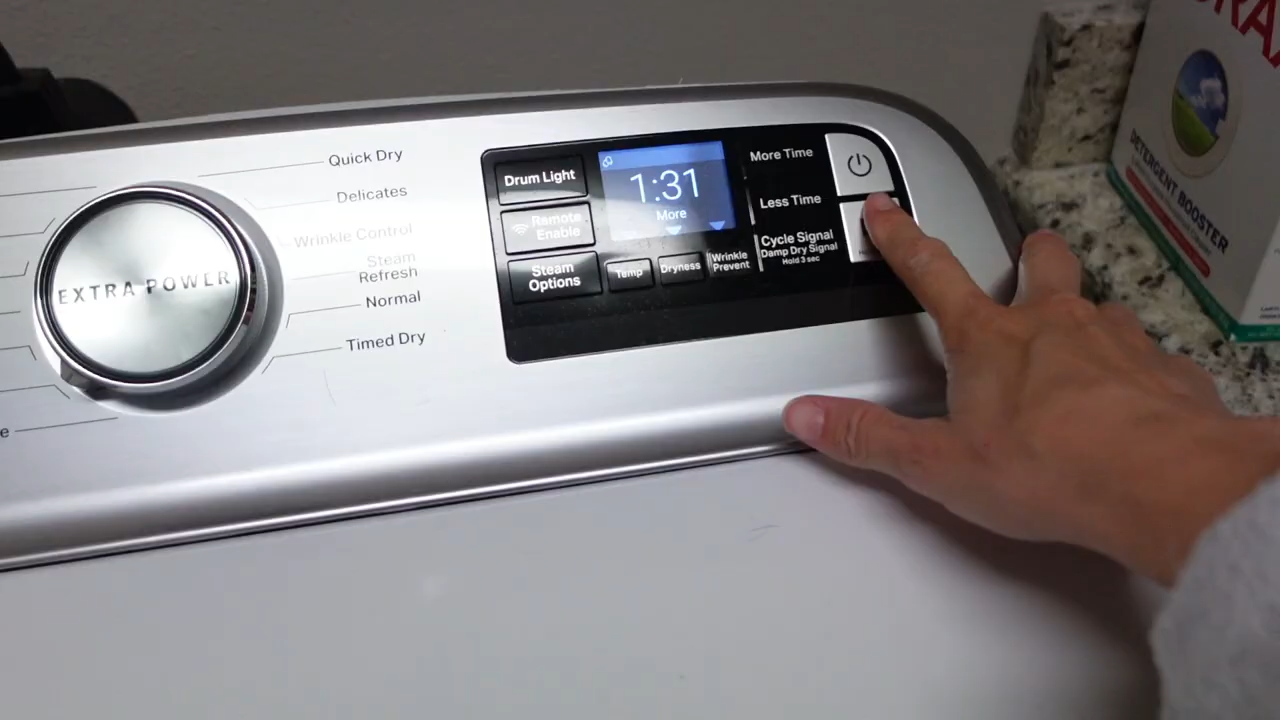 Quick Dry
Delicates
Wrinkle Control
Steam
Refresh
Normal
Timed Dry
EXTRA POWER
Drum Light
Remote
Enable
Steam
Options
1:31
More
Temp
Dryness
Wrinkle
Prevent
More Time
Less Time
Cycle Signal
Damp Dry Signal
Hold 3 sec
DETERGENT BOOSTER